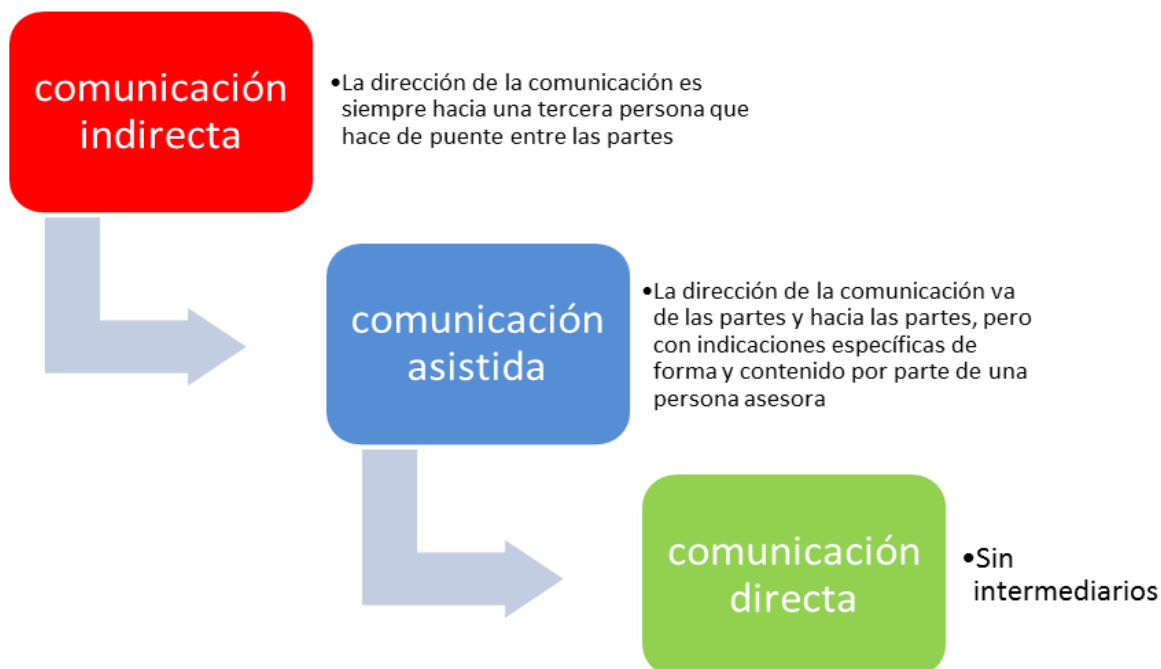 comunicación
indirecta
•La dirección de la comunicación es
siempre hacia una tercera persona que
hace de puente entre las partes
comunicación
asistida
•La dirección de la comunicación va
de las partes y hacia las partes, pero
con indicaciones específicas de
forma y contenido por parte de una
persona asesora
comunicación
directa
•Sin
intermediarios